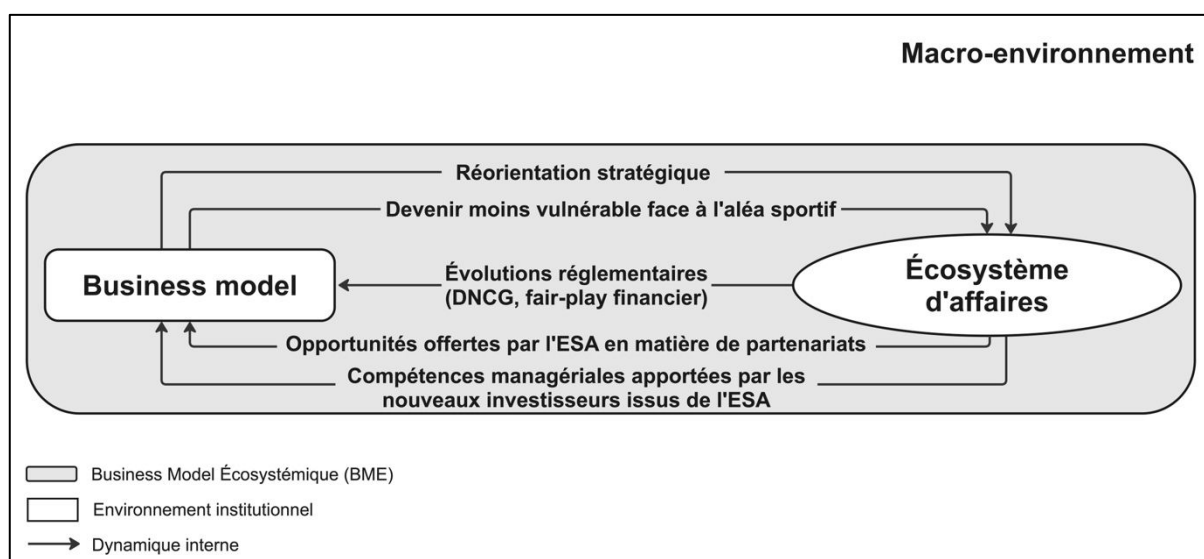 Macro-environnement
Réorientation stratégique
Devenir moins vulnérable face à l'aléa sportif
Business model
Évolutions réglementaires
(DNCG, fair-play financier)
Écosystème
d'affaires
Opportunités offertes par l'ESA en matière de partenariats
Compétences managériales apportées par les
nouveaux investisseurs issus de l'ESA
Business Model Écosystémique (BME)
Environnement institutionnel
Dynamique interne